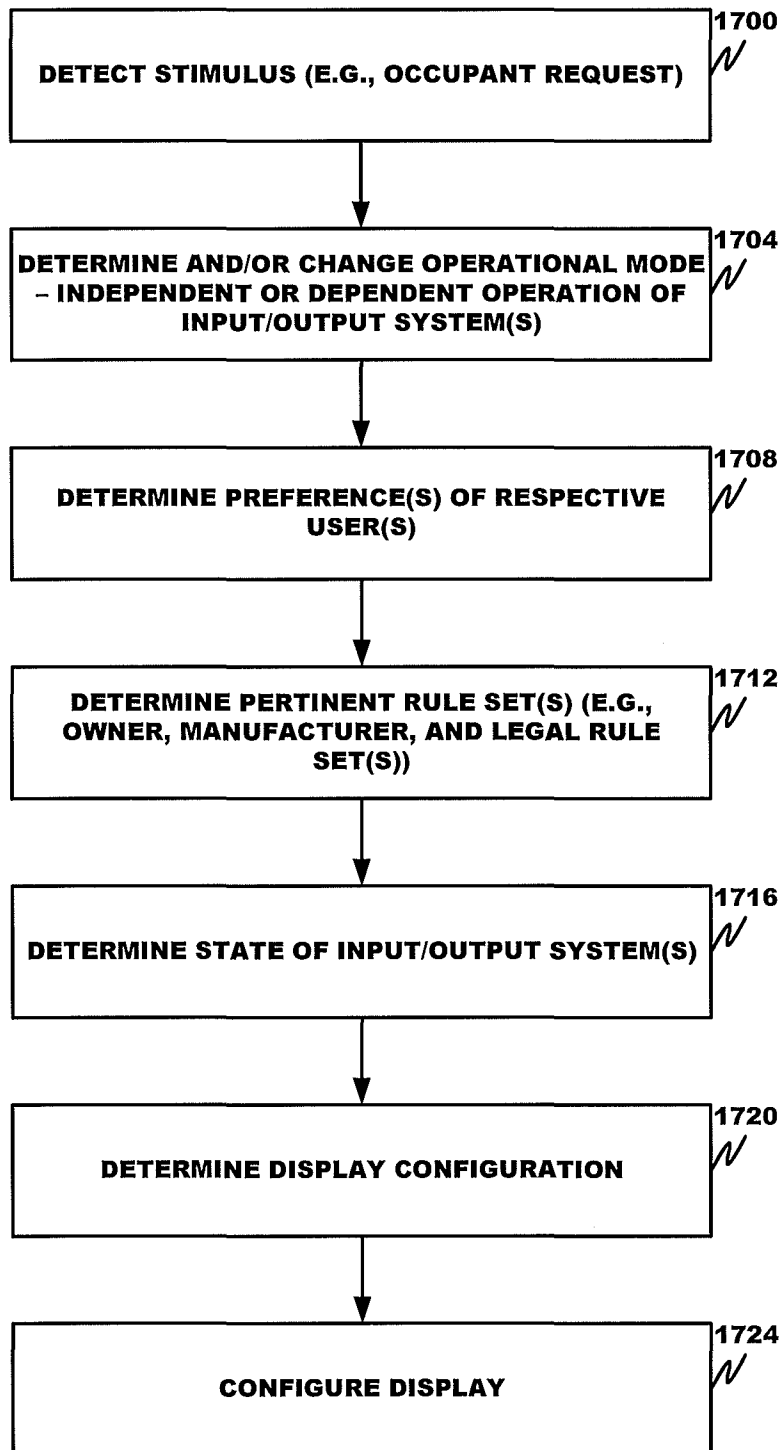 1700
DETECT STIMULUS (E.G., OCCUPANT REQUEST)
1704
DETERMINE AND/OR CHANGE OPERATIONAL MODE
– INDEPENDENT OR DEPENDENT OPERATION OF
INPUT/OUTPUT SYSTEM(S)
1708
DETERMINE PREFERENCE(S) OF RESPECTIVE
USER(S)
1712
DETERMINE PERTINENT RULE SET(S) (E.G.,
OWNER, MANUFACTURER, AND LEGAL RULE
SET(S))
1716
DETERMINE STATE OF INPUT/OUTPUT SYSTEM(S)
1720
DETERMINE DISPLAY CONFIGURATION
1724
CONFIGURE DISPLAY